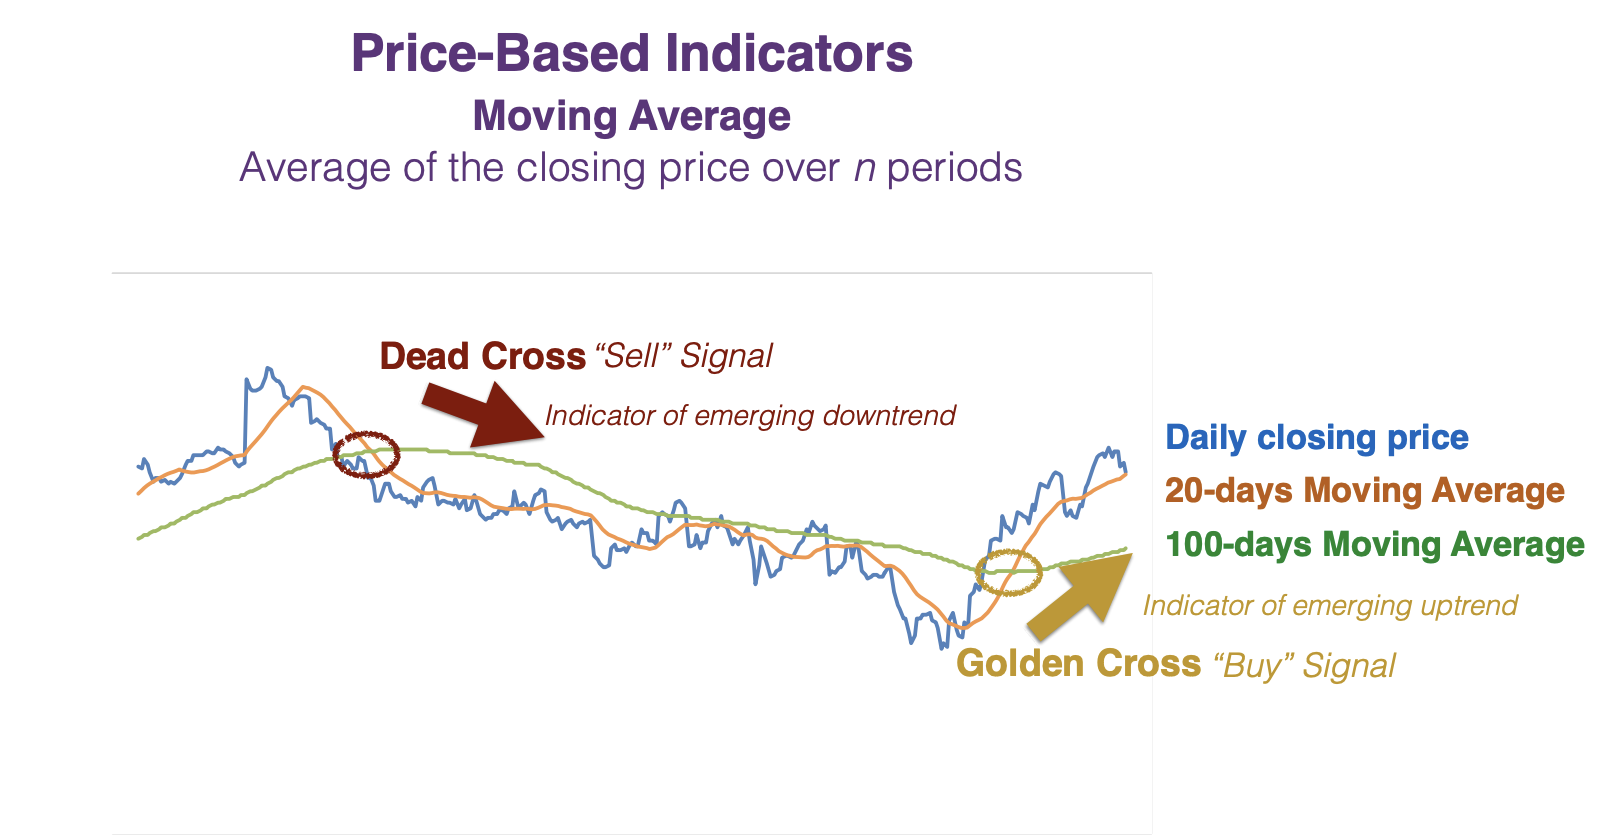 Price-Based Indicators
Moving Average
Average of the closing price over n periods
Dead Cross “Sell” Signal
Indicator of emerging downtrend
Daily closing price
20-days Moving Average
100-days Moving Average
Indicator of emerging uptrend
Golden Cross “Buy” Signal